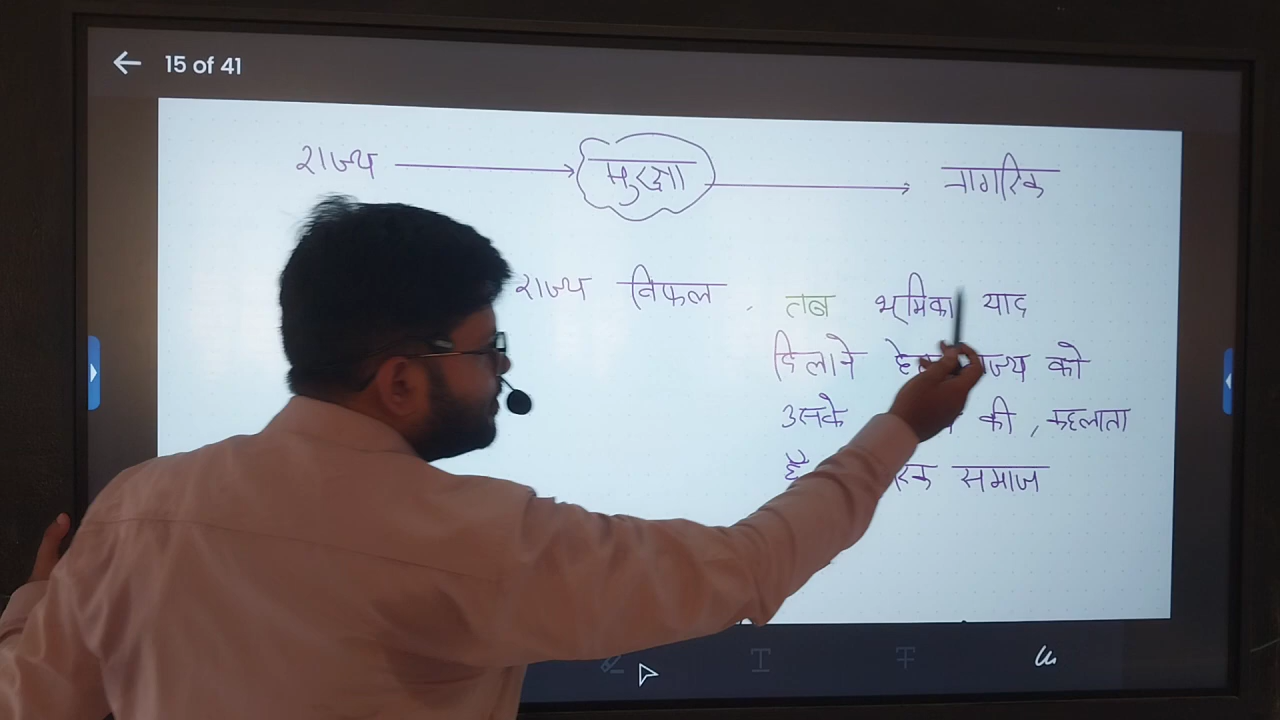 15 of 41
राज्य सुरक्षा नागरिक
राज्य विफल , तब भूमिका याद
दिलाने राज्य को
उसके की , कहलाता
है समाज